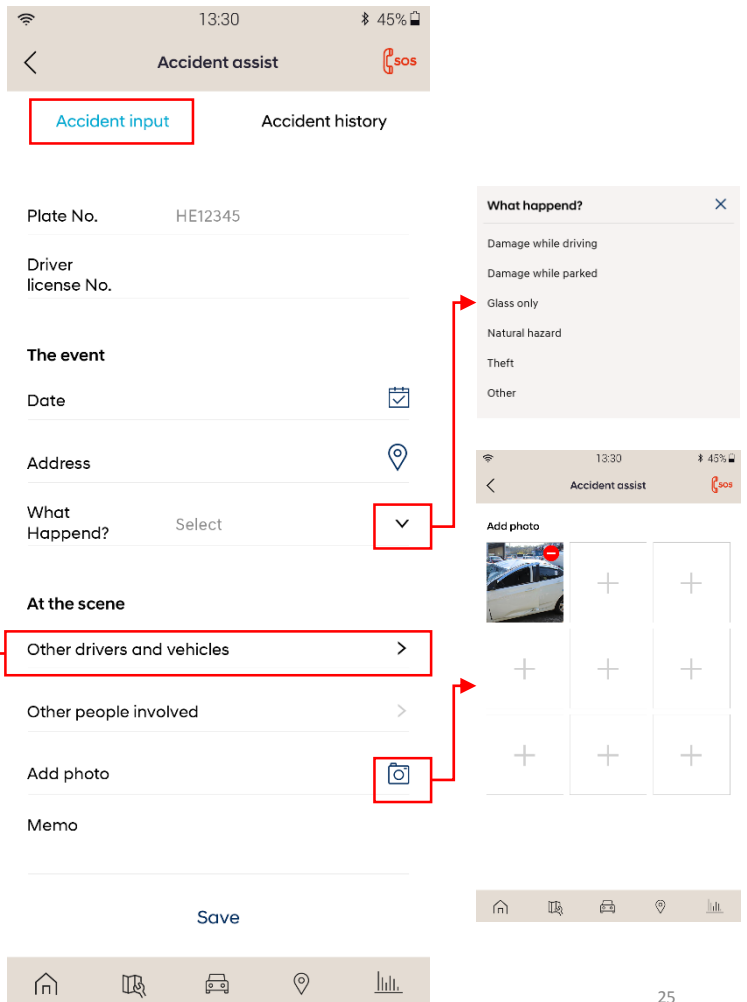 13:30
45%
Accident assist
sos
Accident input
Accident history
Plate No.
HE12345
Driver
license No.
The event
Date
Address
What
Happend?
Select
At the scene
Other drivers and vehicles
Other people involved
Add photo
Memo
Save
What happend?
Damage while driving
Damage while parked
Glass only
Natural hazard
Theft
Other
13:30
45%
Accident assist
sos
Add photo
25